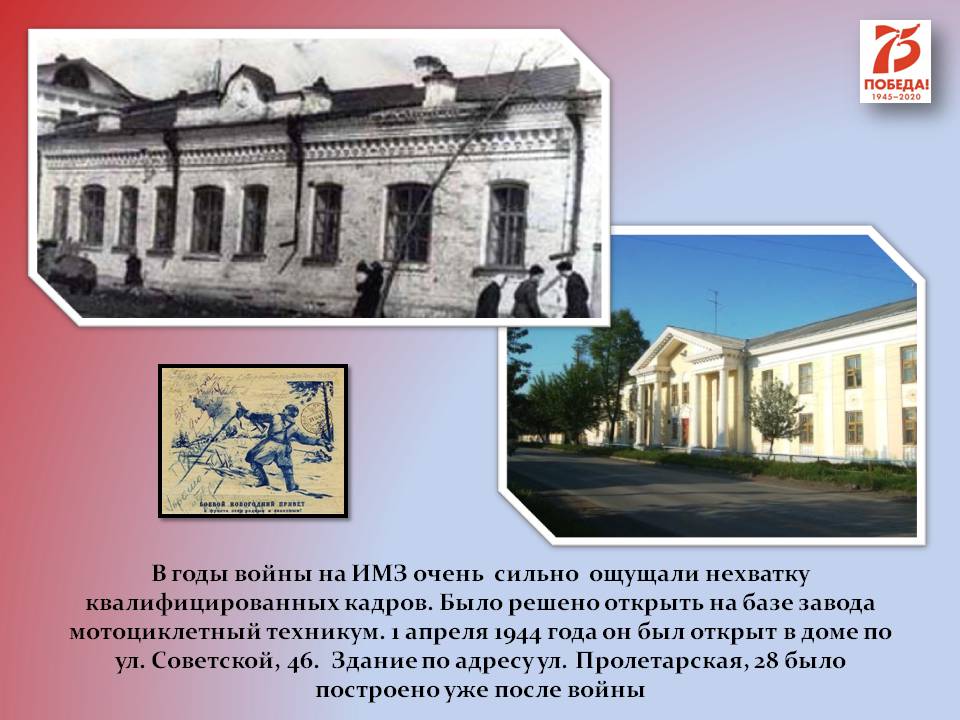 75
ПОБЕДА!
1945–2020
БОЕВОЙ НОВОГОДНИЙ ПРИВЕТ
В годы войны на ИМЗ очень сильно ощущали нехватку
квалифицированных кадров. Было решено открыть на базе завода
мотоциклетный техникум. 1 апреля 1944 года он был открыт в доме по
ул. Советской, 46. Здание по адресу ул. Пролетарская, 28 было
построено уже после войны